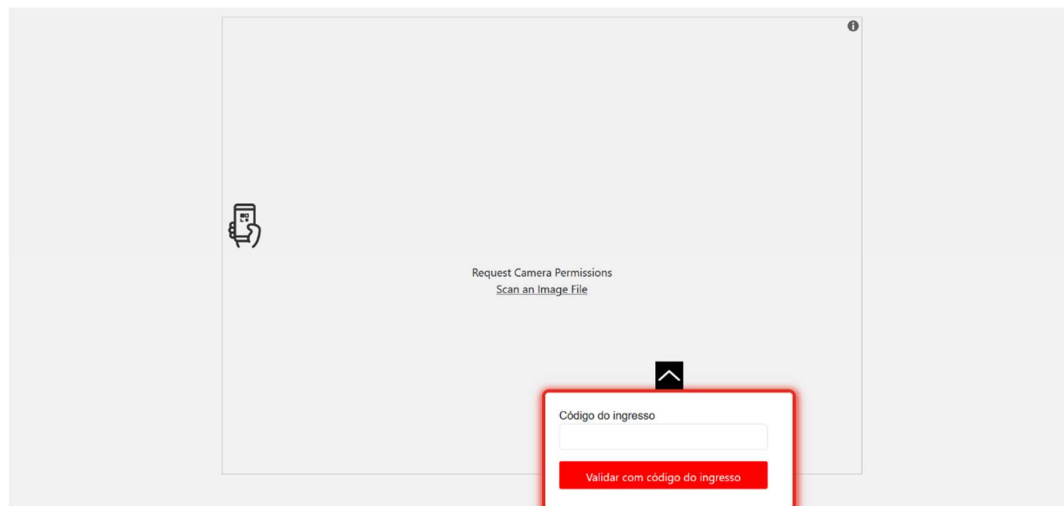 Request Camera Permissions
Scan an Image File
Código do ingresso
Validar com código do ingresso